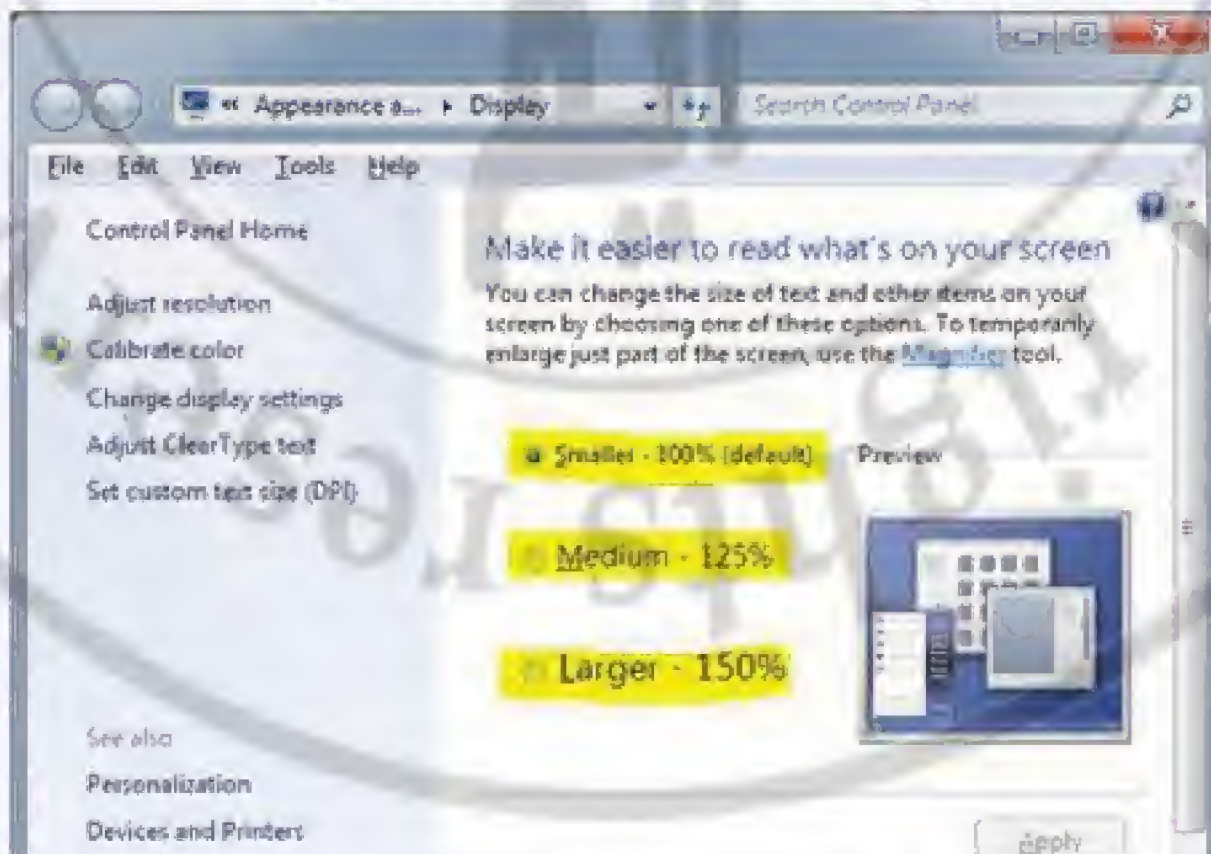 « Appearance a... ▸ Display
Search Control Panel
File Edit View Tools Help
Control Panel Home
Adjust resolution
Calibrate color
Change display settings
Adjust ClearType text
Set custom text size (DPI)
See also
Personalization
Devices and Printers
Make it easier to read what's on your screen
You can change the size of text and other items on your
screen by choosing one of these options. To temporarily
enlarge just part of the screen, use the Magnifier tool.
Smaller - 100% (default)
Preview
Medium - 125%
Larger - 150%
Apply